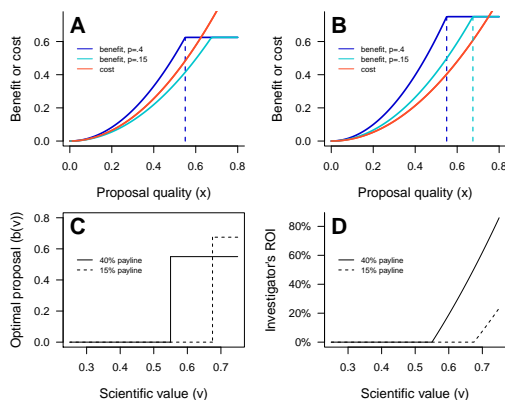 A
benefit, p=.4
benefit, p=.15
cost
Benefit or cost
0.0
0.2
0.4
0.6
0.0 0.2 0.4 0.6 0.8
Proposal quality (x)
B
benefit, p=.4
benefit, p=.15
cost
Benefit or cost
0.0
0.2
0.4
0.6
0.0 0.2 0.4 0.6 0.8
Proposal quality (x)
C
40% payline
15% payline
Optimal proposal (b(v))
0.8
0.6
0.4
0.2
0.0
0.3 0.4 0.5 0.6 0.7
Scientific value (v)
D
40% payline
15% payline
Investigator's ROI
80%
60%
40%
20%
0%
0.3 0.4 0.5 0.6 0.7
Scientific value (v)